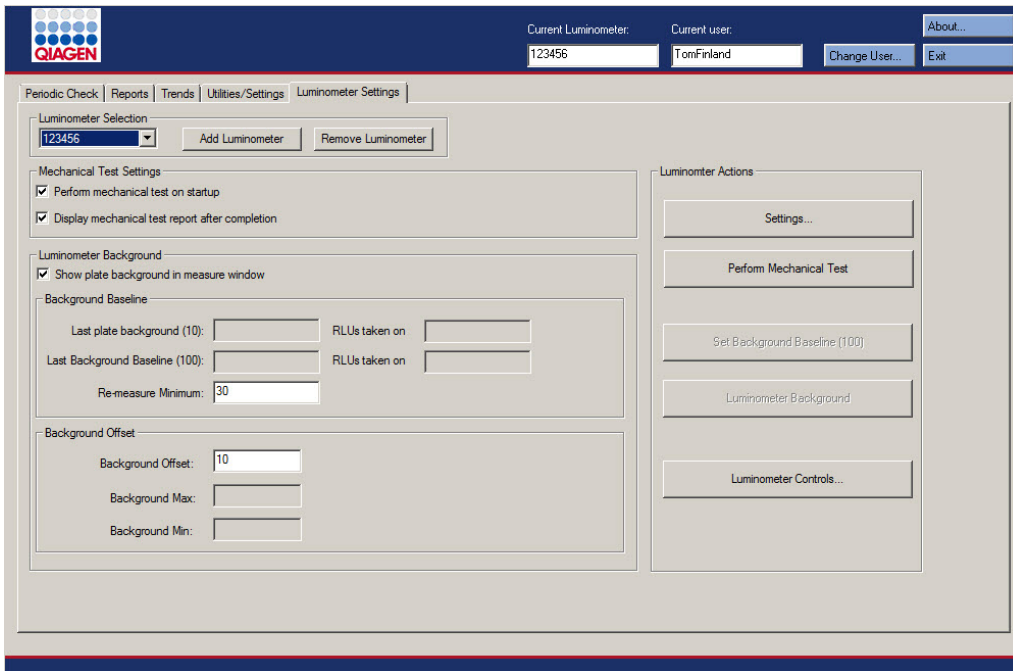 QIAGEN
Current Luminometer:
Current user:
About...
123456
TomFinland
Change User...
Exit
Periodic Check
Reports
Trends
Utilities/Settings
Luminometer Settings
Luminometer Selection
123456
Add Luminometer
Remove Luminometer
Mechanical Test Settings
Perform mechanical test on startup
Display mechanical test report after completion
Luminometer Background
Show plate background in measure window
Background Baseline
Last plate background (10):
RLUs taken on
Last Background Baseline (100):
RLUs taken on
Re-measure Minimum:
30
Background Offset
Background Offset:
10
Background Max:
Background Min:
Luminomter Actions
Settings...
Perform Mechanical Test
Set Background Baseline (100)
Luminometer Background
Luminometer Controls...